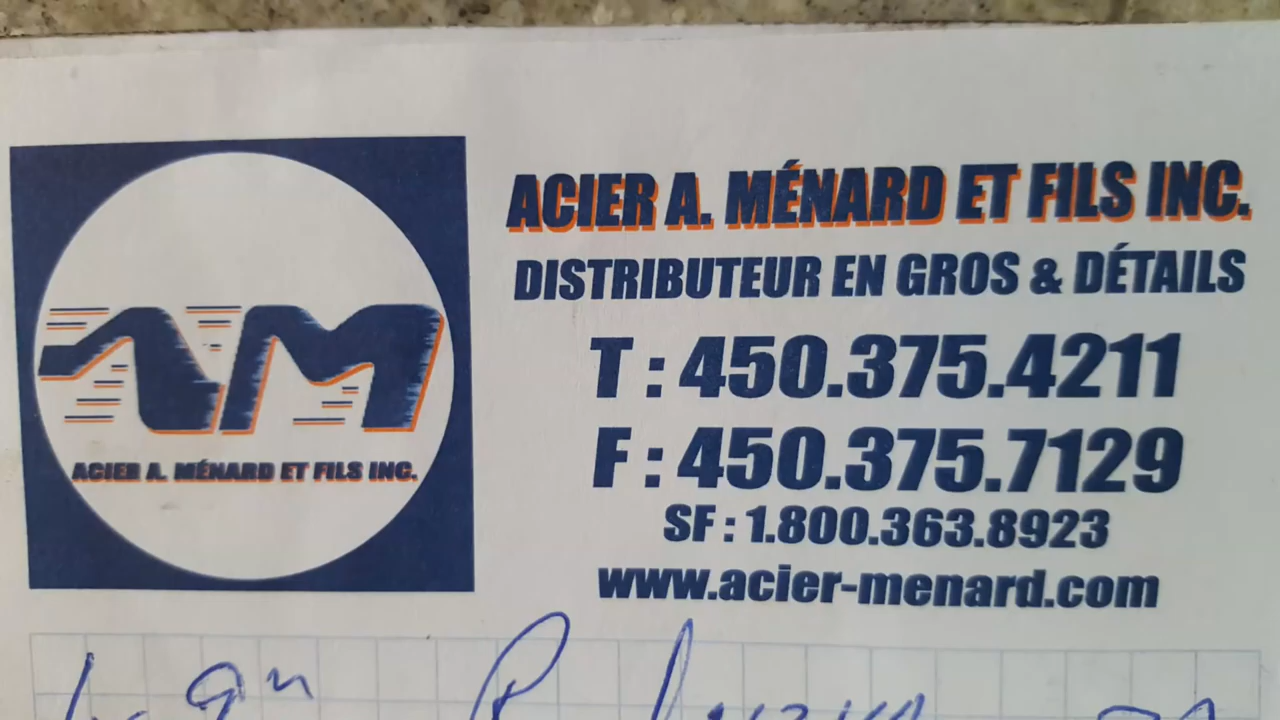 AM
ACIER A. MÉNARD ET FILS INC.
ACIER A. MÉNARD ET FILS INC.
DISTRIBUTEUR EN GROS & DÉTAILS
T : 450.375.4211
F : 450.375.7129
SF : 1.800.363.8923
www.acier-menard.com